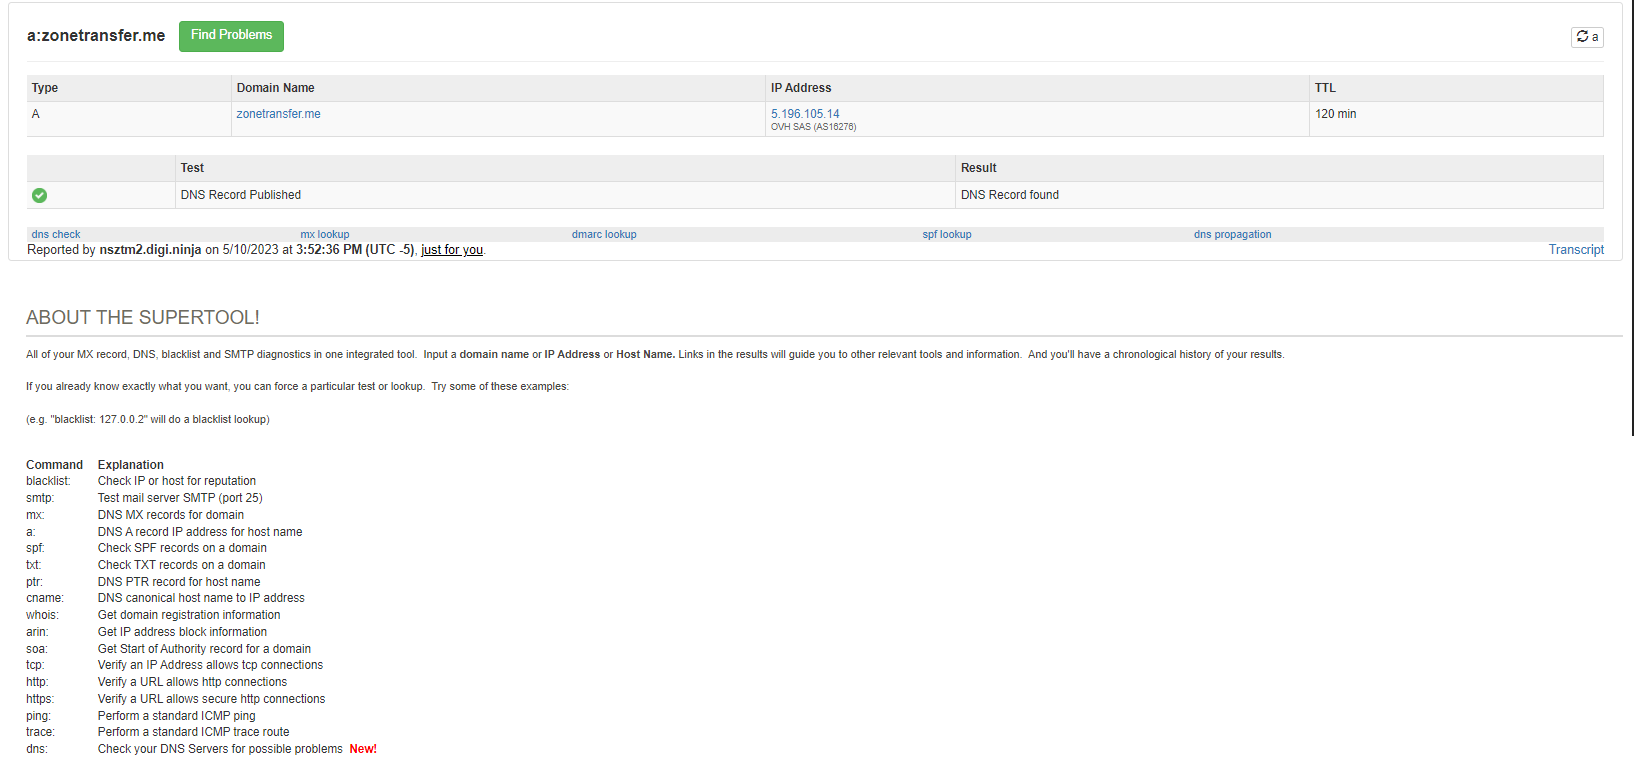 a:zonetransfer.me Find Problems a
Type Domain Name IP Address TTL
A zonetransfer.me 5.196.105.14 120 min
OVH SAS (AS16276)
Test Result
DNS Record Published DNS Record found
dns check mx lookup dmarc lookup spf lookup dns propagation
Reported by nsztm2.digi.ninja on 5/10/2023 at 3:52:36 PM (UTC -5), just for you. Transcript
ABOUT THE SUPERTOOL!
All of your MX record, DNS, blacklist and SMTP diagnostics in one integrated tool. Input a domain name or IP Address or Host Name. Links in the results will guide you to other relevant tools and information. And you'll have a chronological history of your results.
If you already know exactly what you want, you can force a particular test or lookup. Try some of these examples:
(e.g. "blacklist: 127.0.0.2" will do a blacklist lookup)
Command Explanation
blacklist: Check IP or host for reputation
smtp: Test mail server SMTP (port 25)
mx: DNS MX records for domain
a: DNS A record IP address for host name
spf: Check SPF records on a domain
txt: Check TXT records on a domain
ptr: DNS PTR record for host name
cname: DNS canonical host name to IP address
whois: Get domain registration information
arin: Get IP address block information
soa: Get Start of Authority record for a domain
tcp: Verify an IP Address allows tcp connections
http: Verify a URL allows http connections
https: Verify a URL allows secure http connections
ping: Perform a standard ICMP ping
trace: Perform a standard ICMP trace route
dns: Check your DNS Servers for possible problems New!